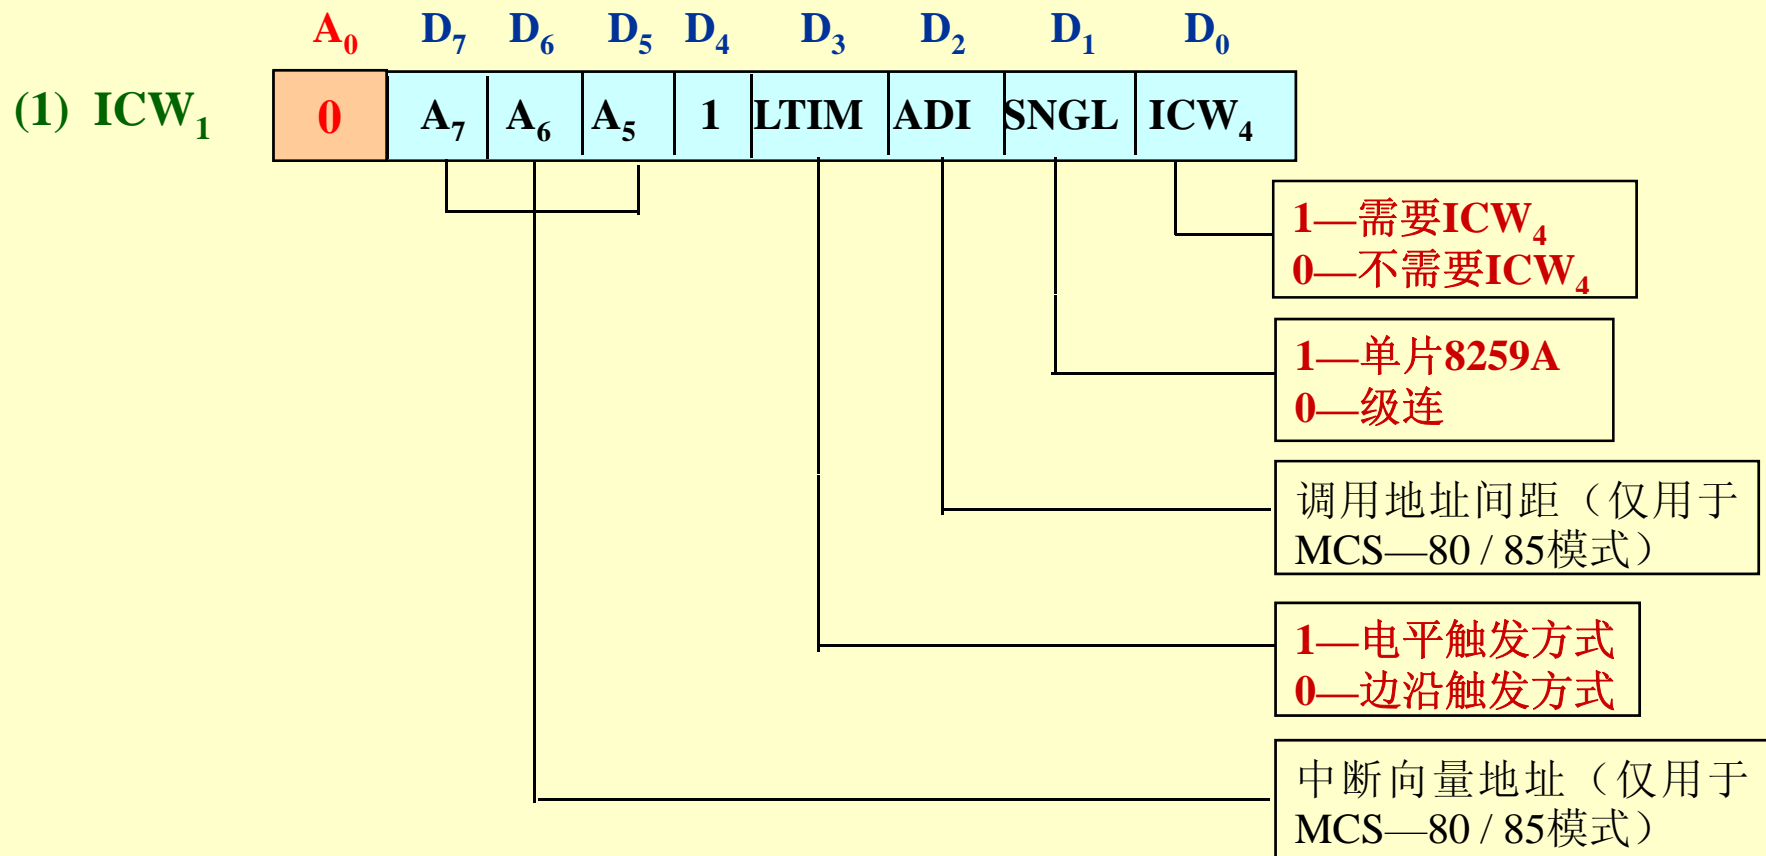 A₀ D₇ D₆ D₅ D₄ D₃ D₂ D₁ D₀
(1) ICW₁ 0 A₇ A₆ A₅ 1 LTIM ADI SNGL ICW₄
1—需要ICW₄
0—不需要ICW₄
1—单片8259A
0—级连
调用地址间距（仅用于
MCS—80 / 85模式）
1—电平触发方式
0—边沿触发方式
中断向量地址（仅用于
MCS—80 / 85模式）